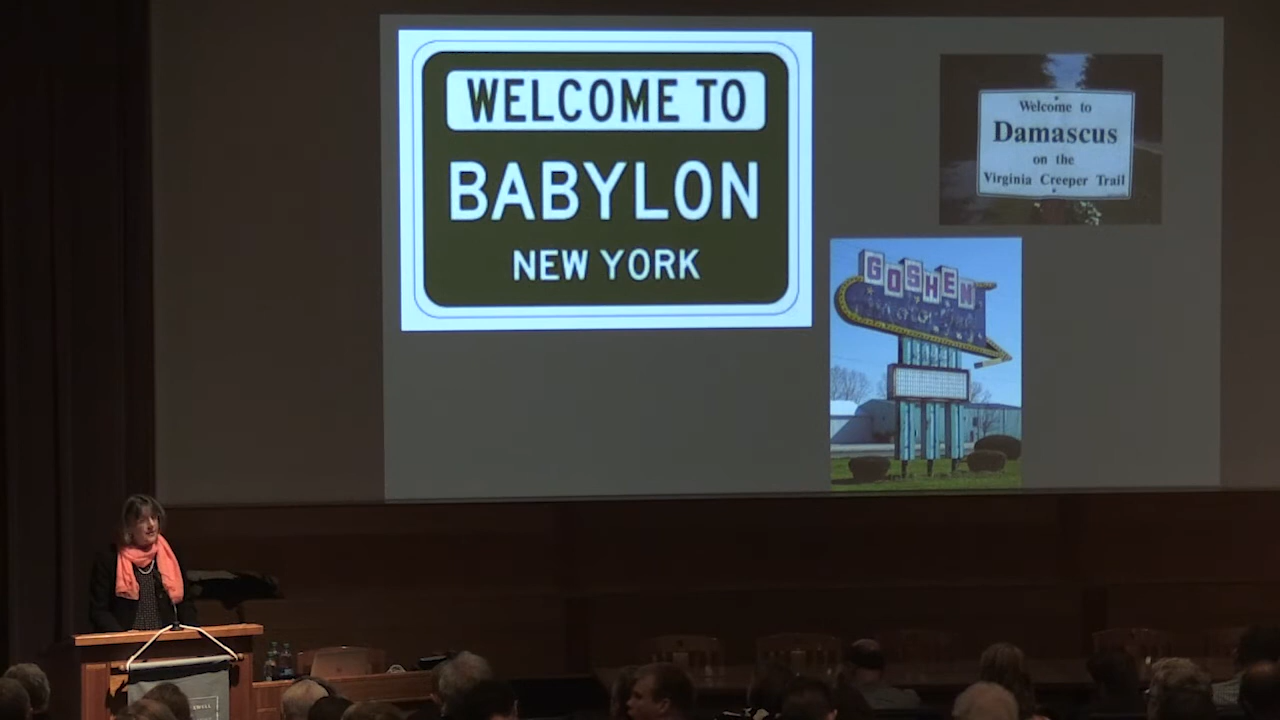 WELCOME TO
BABYLON
NEW YORK
Welcome to
Damascus
on the
Virginia Creeper Trail
GOSHEN